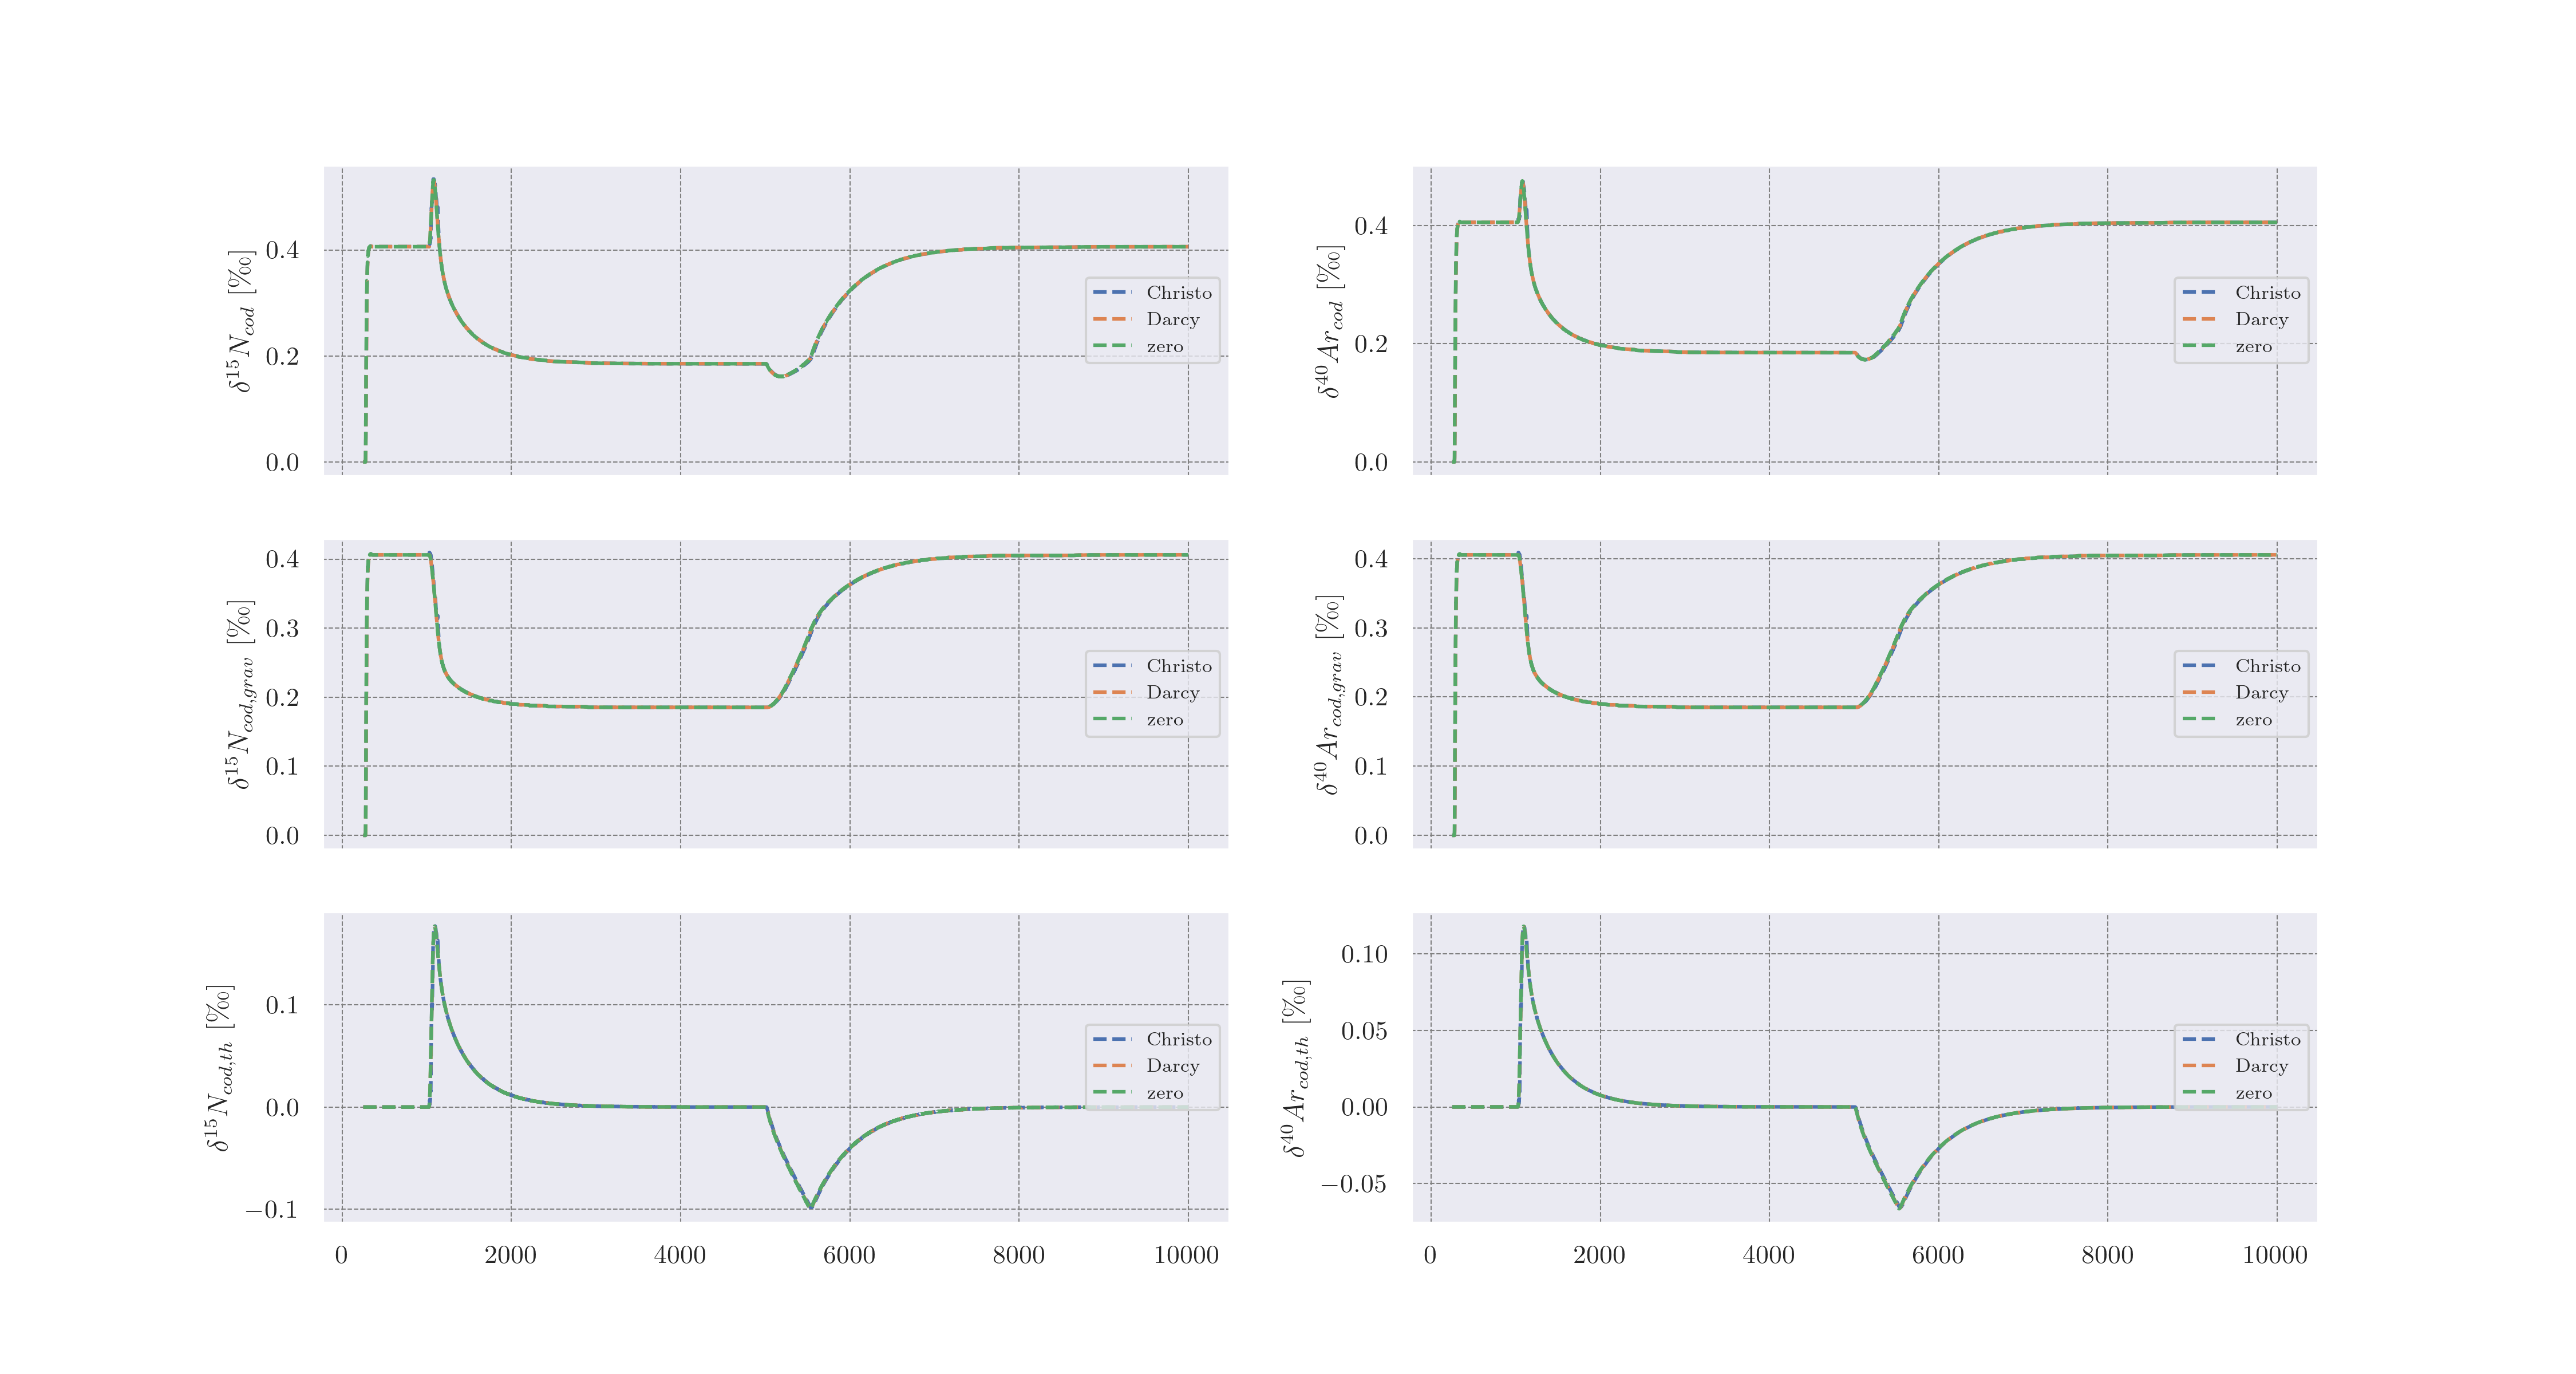 δ¹⁵N_cod [‰]
0.4
0.2
0.0
Christo
Darcy
zero
δ⁴⁰Ar_cod [‰]
0.4
0.2
0.0
Christo
Darcy
zero
δ¹⁵N_cod,grav [‰]
0.4
0.3
0.2
0.1
0.0
Christo
Darcy
zero
δ⁴⁰Ar_cod,grav [‰]
0.4
0.3
0.2
0.1
0.0
Christo
Darcy
zero
δ¹⁵N_cod,th [‰]
0.1
0.0
−0.1
Christo
Darcy
zero
0 2000 4000 6000 8000 10000
δ⁴⁰Ar_cod,th [‰]
0.10
0.05
0.00
−0.05
Christo
Darcy
zero
0 2000 4000 6000 8000 10000